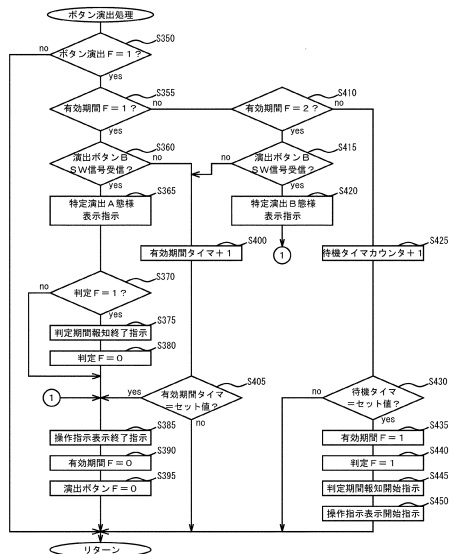 ボタン演出処理
S350
no
ボタン演出F=1?
yes
S355
S410
有効期間F=1?
no
有効期間F=2?
no
yes
yes
S360
S415
演出ボタンB
SW信号受信?
no
no
演出ボタンB
SW信号受信?
yes
S365
yes
S420
特定演出A態様
表示指示
特定演出B態様
表示指示
S400
S425
有効期間タイマ+1
1
待機タイマカウンタ+1
S370
no
判定F=1?
yes
S375
判定期間報知終了指示
S380
判定F=0
S405
S430
1
yes
有効期間タイマ
=セット値?
no
待機タイマ
=セット値?
no
yes
S385
S435
操作指示表示終了指示
有効期間F=1
S390
S440
有効期間F=0
判定F=1
S395
S445
演出ボタンF=0
判定期間報知開始指示
S450
操作指示表示開始指示
リターン